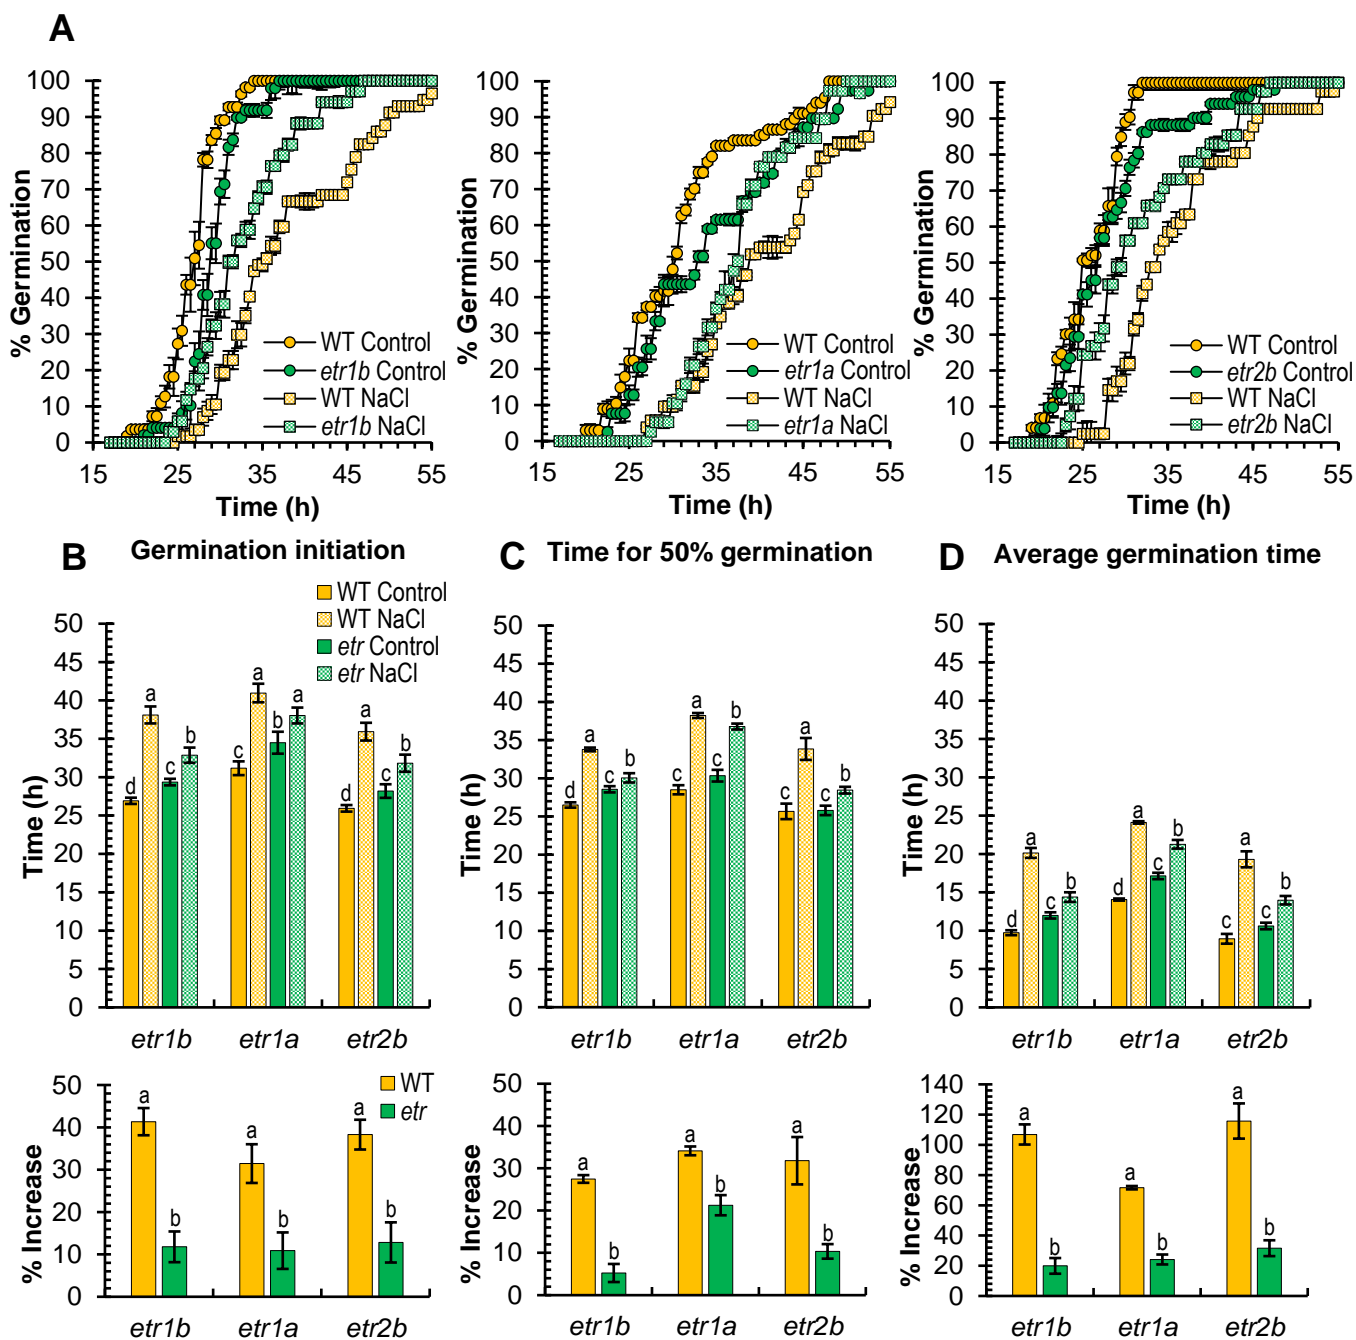 A
% Germination
100
90
80
70
60
50
40
30
20
10
0
15 25 35 45 55
Time (h)
WT Control
etr1b Control
WT NaCl
etr1b NaCl
% Germination
100
90
80
70
60
50
40
30
20
10
0
15 25 35 45 55
Time (h)
WT Control
etr1a Control
WT NaCl
etr1a NaCl
% Germination
100
90
80
70
60
50
40
30
20
10
0
15 25 35 45 55
Time (h)
WT Control
etr2b Control
WT NaCl
etr2b NaCl
B Germination initiation
WT Control
WT NaCl
etr Control
etr NaCl
Time (h)
50
45
40
35
30
25
20
15
10
5
0
d a c b c a b a c a c b
etr1b etr1a etr2b
C Time for 50% germination
Time (h)
50
45
40
35
30
25
20
15
10
5
0
d a c b c a c b c a c b
etr1b etr1a etr2b
D Average germination time
Time (h)
50
45
40
35
30
25
20
15
10
5
0
d a c b d a c b c a c b
etr1b etr1a etr2b
% Increase
50
40
30
20
10
0
WT
etr
a b a b a b
etr1b etr1a etr2b
% Increase
50
40
30
20
10
0
a b a b a b
etr1b etr1a etr2b
% Increase
140
120
100
80
60
40
20
0
a b a b a b
etr1b etr1a etr2b